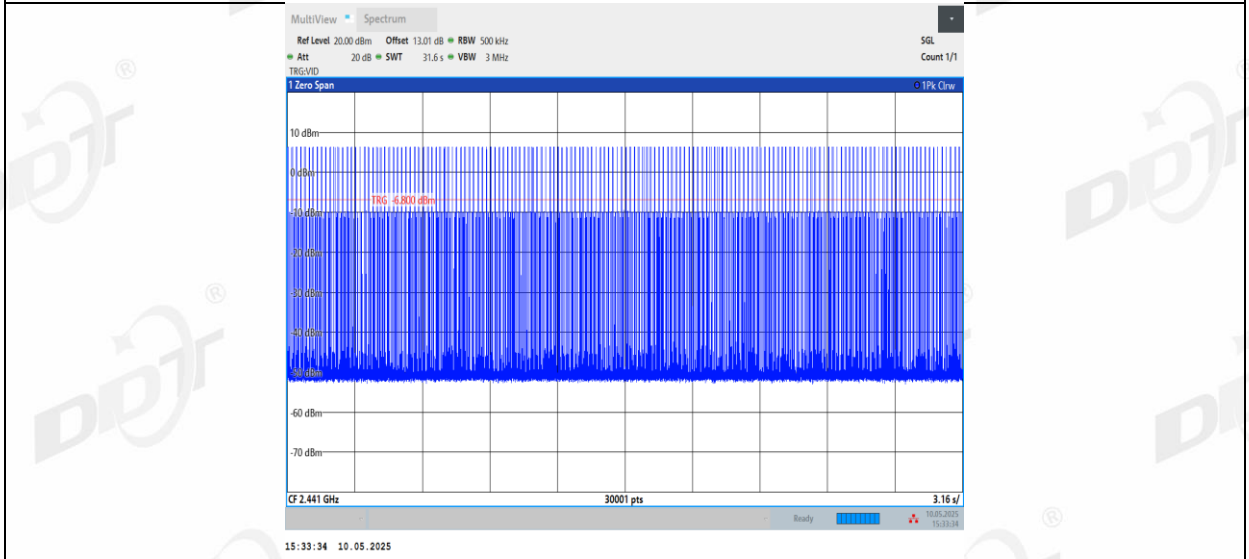 MultiView Spectrum
Ref Level 20.00 dBm Offset 13.01 dB RBW 500 kHz SGL
Att 20 dB SWT 31.6 s VBW 3 MHz Count 1/1
TRG:VID
1 Zero Span 1Pk Clrw
10 dBm
0 dBm
TRG -6.800 dBm
-10 dBm
-20 dBm
-30 dBm
-40 dBm
-50 dBm
-60 dBm
-70 dBm
CF 2.441 GHz 30001 pts 3.16 s/
Ready 10.05.2025
15:33:34
15:33:34 10.05.2025
DDT
®
DDT
®
DDT
DDT
®